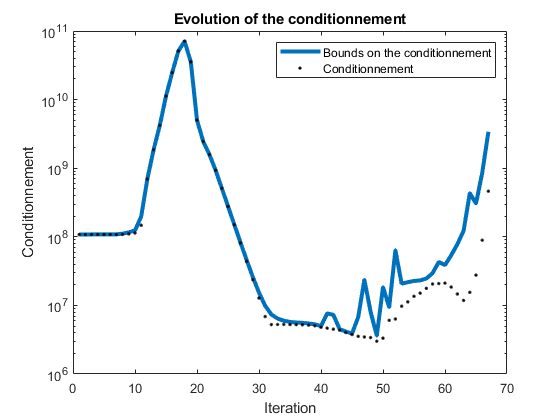 Evolution of the conditionnement
Bounds on the conditionnement
Conditionnement
Conditionnement
10^11
10^10
10^9
10^8
10^7
10^6
0 10 20 30 40 50 60 70
Iteration